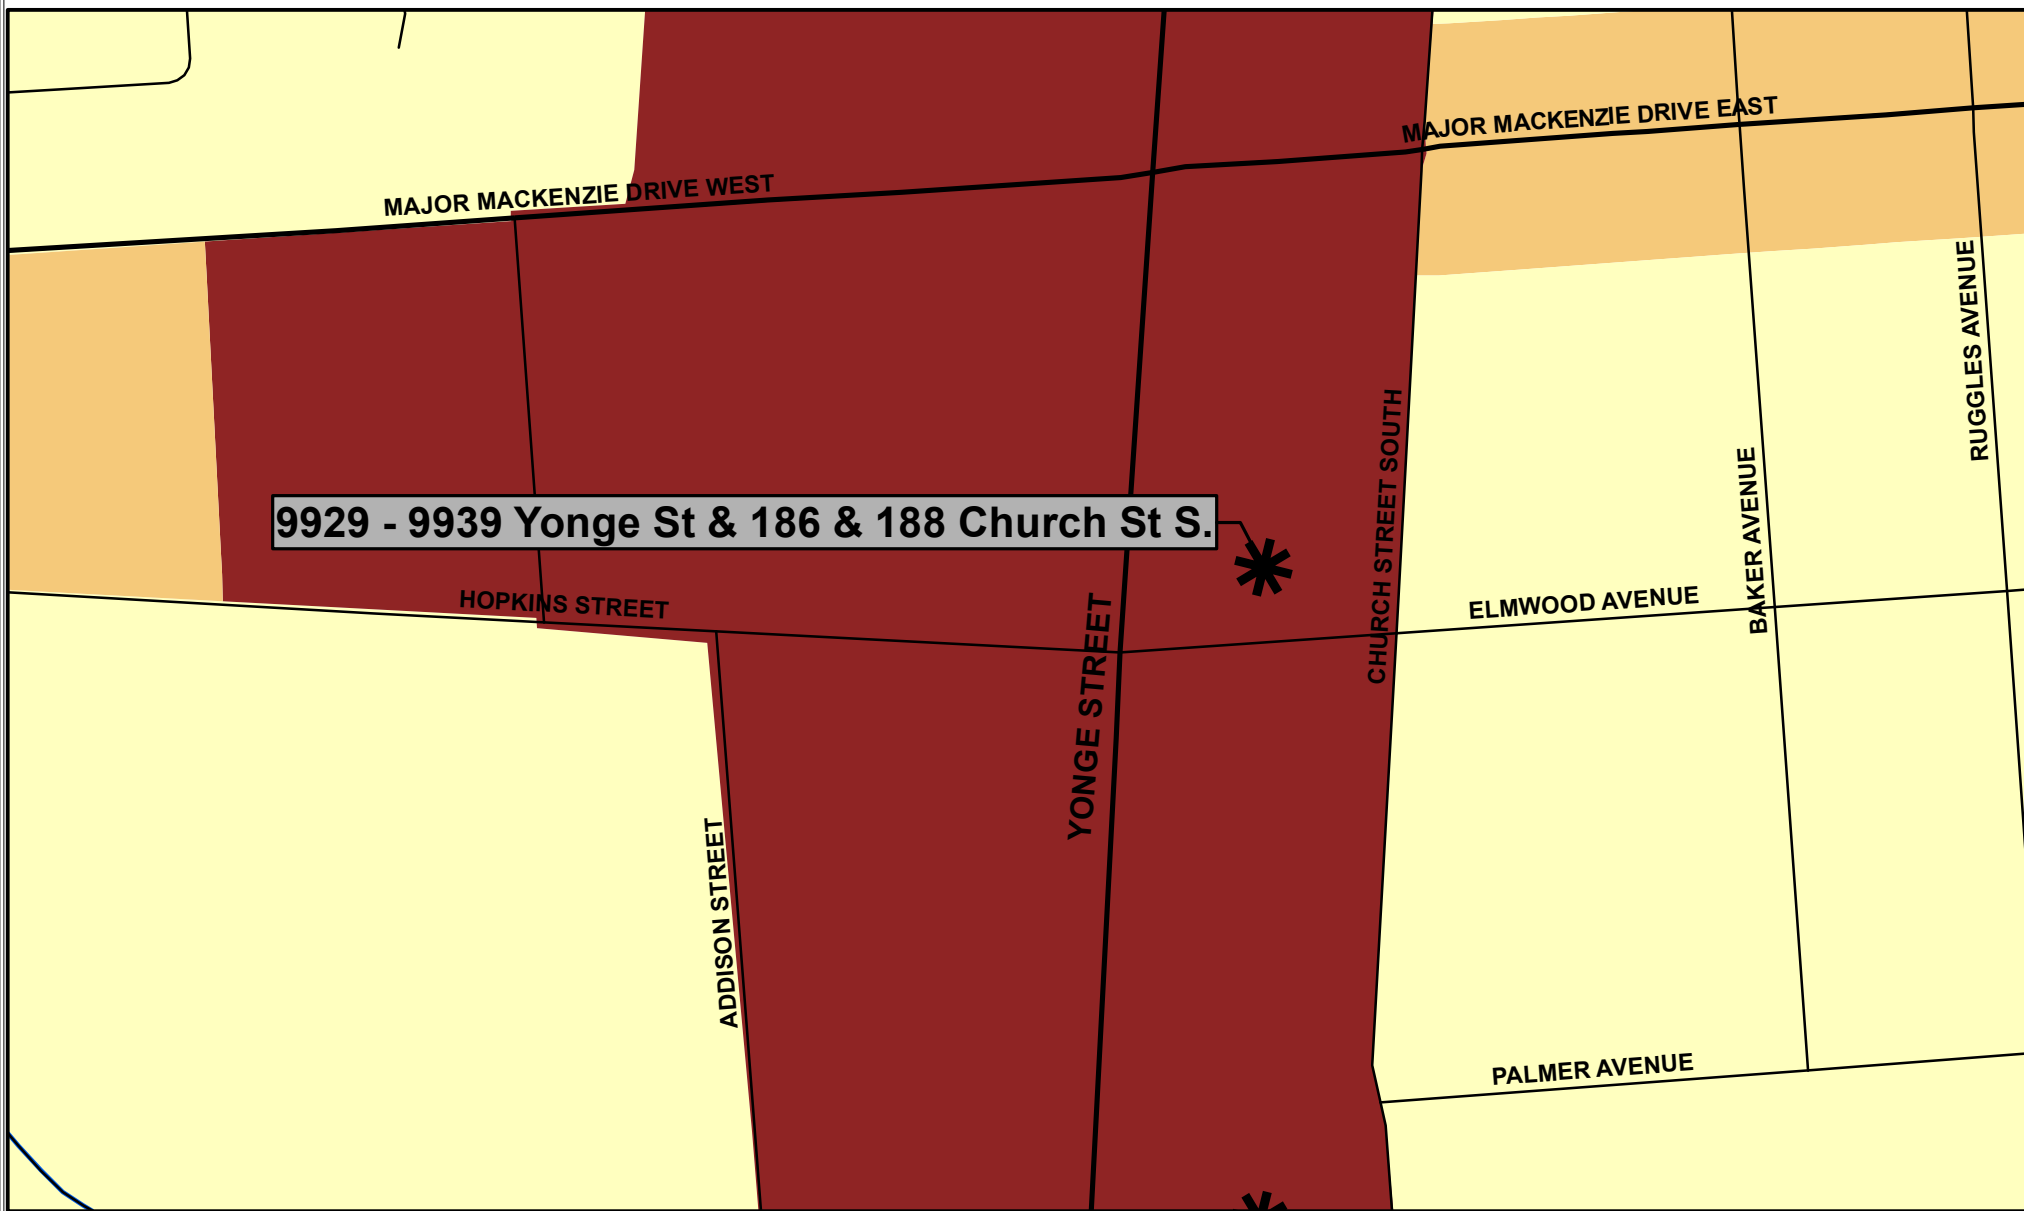 MAJOR MACKENZIE DRIVE EAST
MAJOR MACKENZIE DRIVE WEST
RUGGLES AVENUE
CHURCH STREET SOUTH
BAKER AVENUE
9929 - 9939 Yonge St & 186 & 188 Church St S.
HOPKINS STREET
ELMWOOD AVENUE
YONGE STREET
ADDISON STREET
PALMER AVENUE